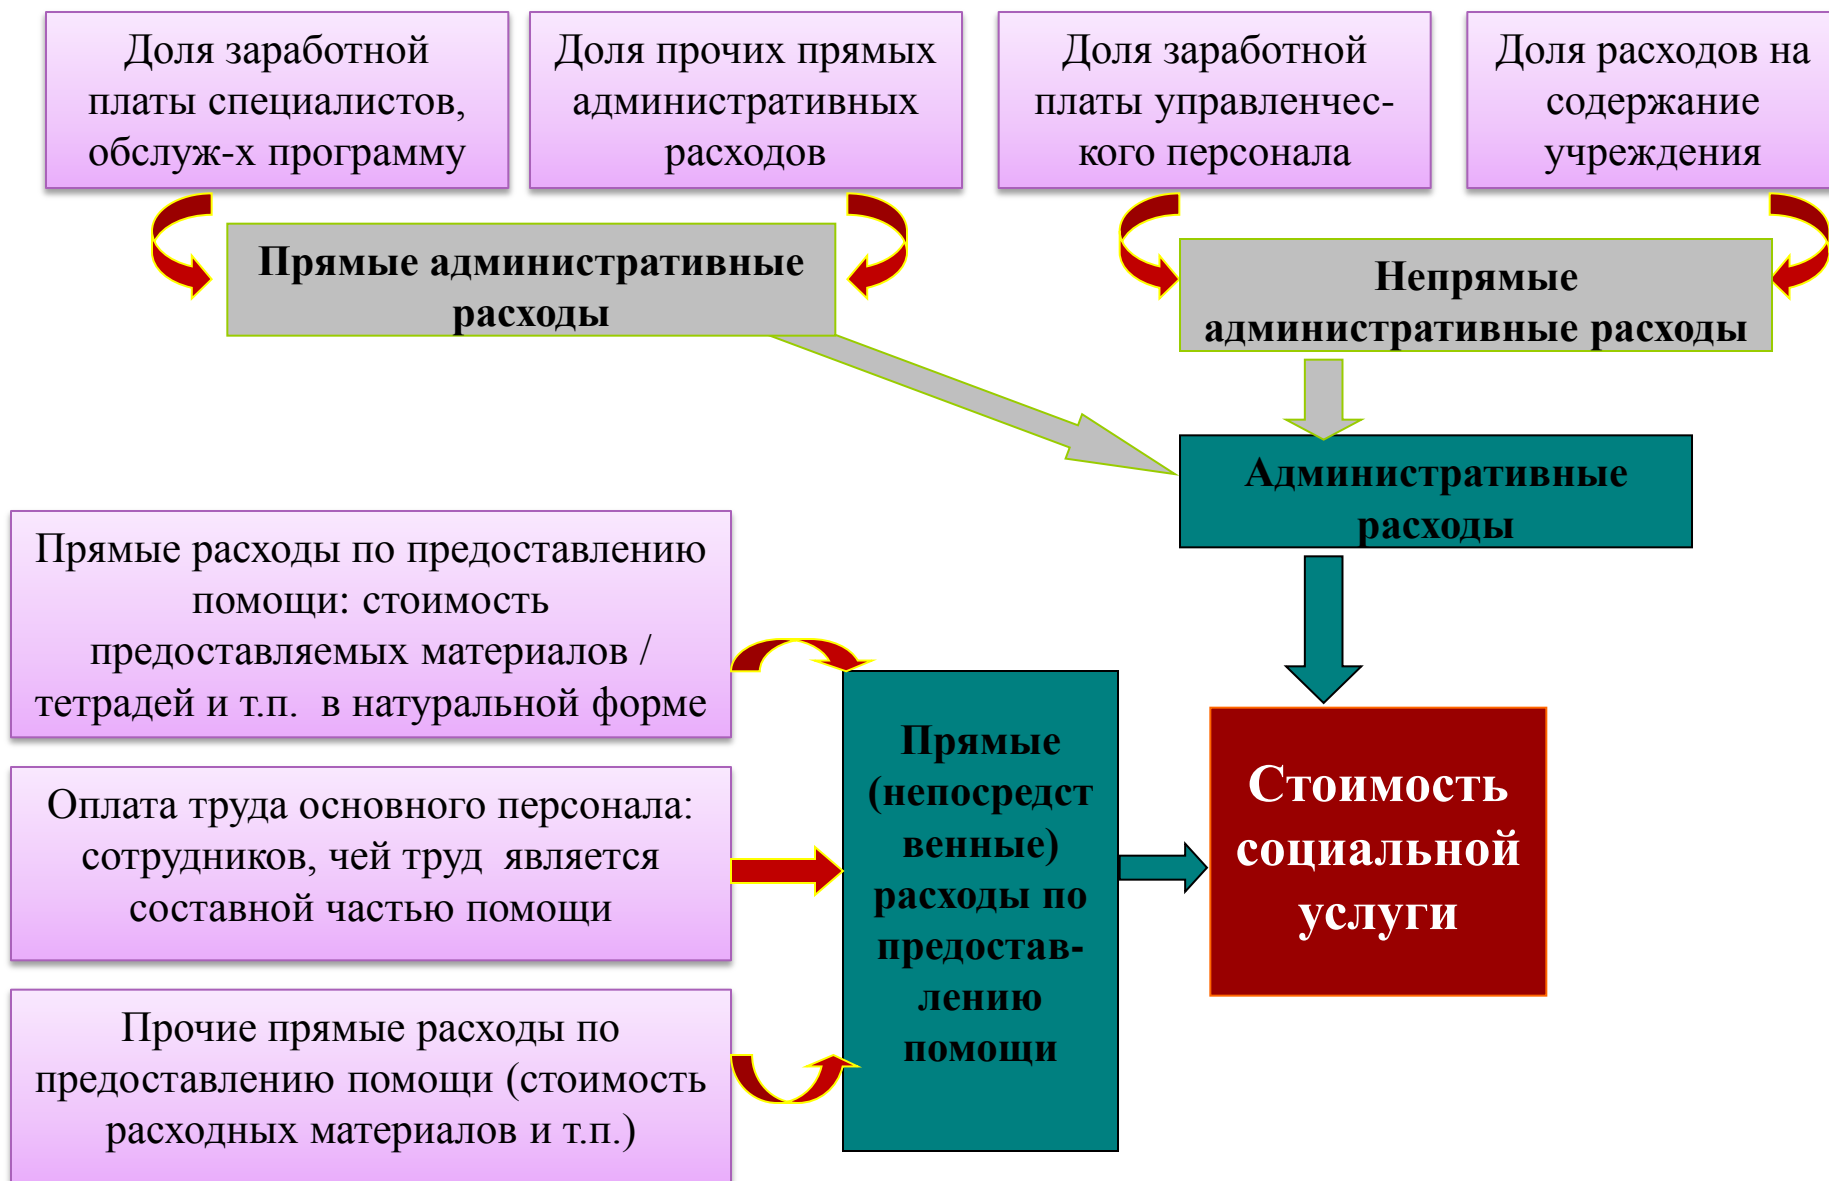 Доля заработной
платы специалистов,
обслуж-х программу
Доля прочих прямых
административных
расходов
Доля заработной
платы управленчес-
кого персонала
Доля расходов на
содержание
учреждения
Прямые административные
расходы
Непрямые
административные расходы
Административные
расходы
Прямые расходы по предоставлению
помощи: стоимость
предоставляемых материалов /
тетрадей и т.п. в натуральной форме
Оплата труда основного персонала:
сотрудников, чей труд является
составной частью помощи
Прочие прямые расходы по
предоставлению помощи (стоимость
расходных материалов и т.п.)
Прямые
(непосредст
венные)
расходы по
предостав-
лению
помощи
Стоимость
социальной
услуги